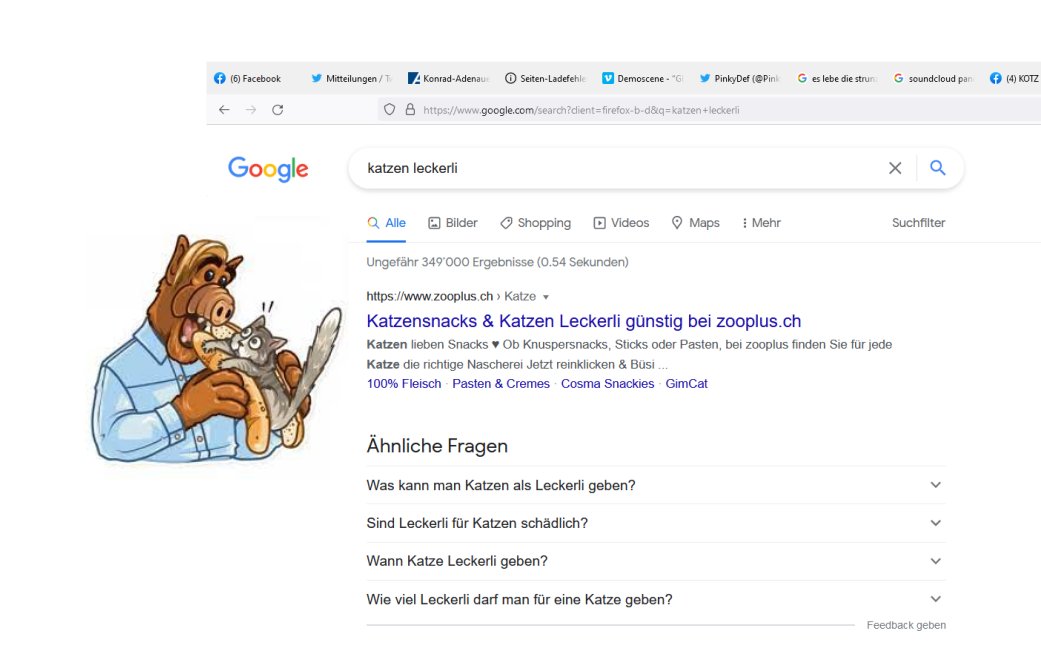 (6) Facebook
Mitteilungen / Tw
Konrad-Adenaue
Seiten-Ladefehle
Demoscene - "G
PinkyDef (@Pink
es lebe die strun
soundcloud pan
(4) KOTZ
https://www.google.com/search?client=firefox-b-d&q=katzen+leckerli
Google
katzen leckerli
Alle Bilder Shopping Videos Maps Mehr Suchfilter
Ungefähr 349'000 Ergebnisse (0.54 Sekunden)
https://www.zooplus.ch › Katze
Katzensnacks & Katzen Leckerli günstig bei zooplus.ch
Katzen lieben Snacks ♥ Ob Knuspersnacks, Sticks oder Pasten, bei zooplus finden Sie für jede
Katze die richtige Nascherei Jetzt reinklicken & Büsi ...
100% Fleisch · Pasten & Cremes · Cosma Snackies · GimCat
Ähnliche Fragen
Was kann man Katzen als Leckerli geben?
Sind Leckerli für Katzen schädlich?
Wann Katze Leckerli geben?
Wie viel Leckerli darf man für eine Katze geben?
Feedback geben